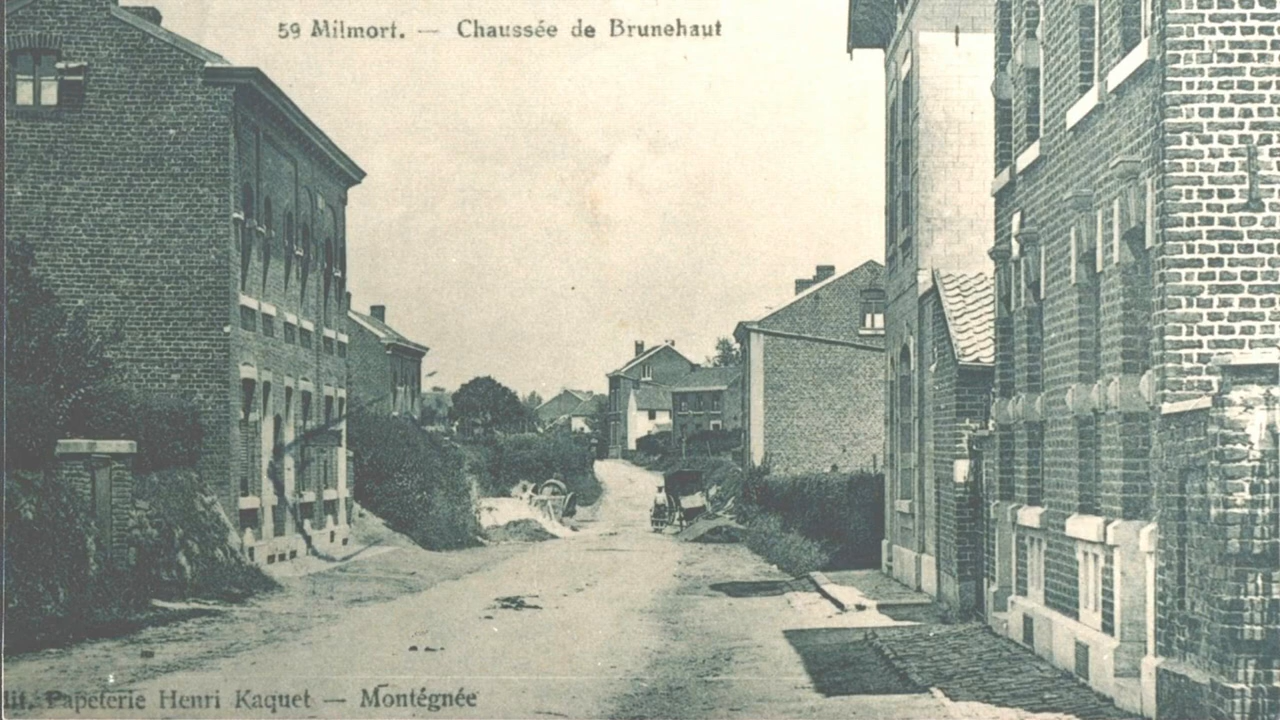 59 Milmort. — Chaussée de Brunehaut
Papeterie Henri Kaquet — Montégnée